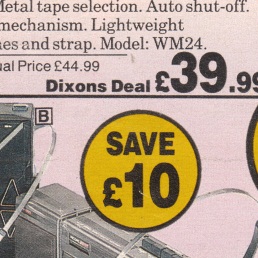 Metal tape selection. Auto shut-off.
mechanism. Lightweight
nes and strap. Model: WM24.
ual Price £44.99
Dixons Deal £39.99
B
SAVE
£10